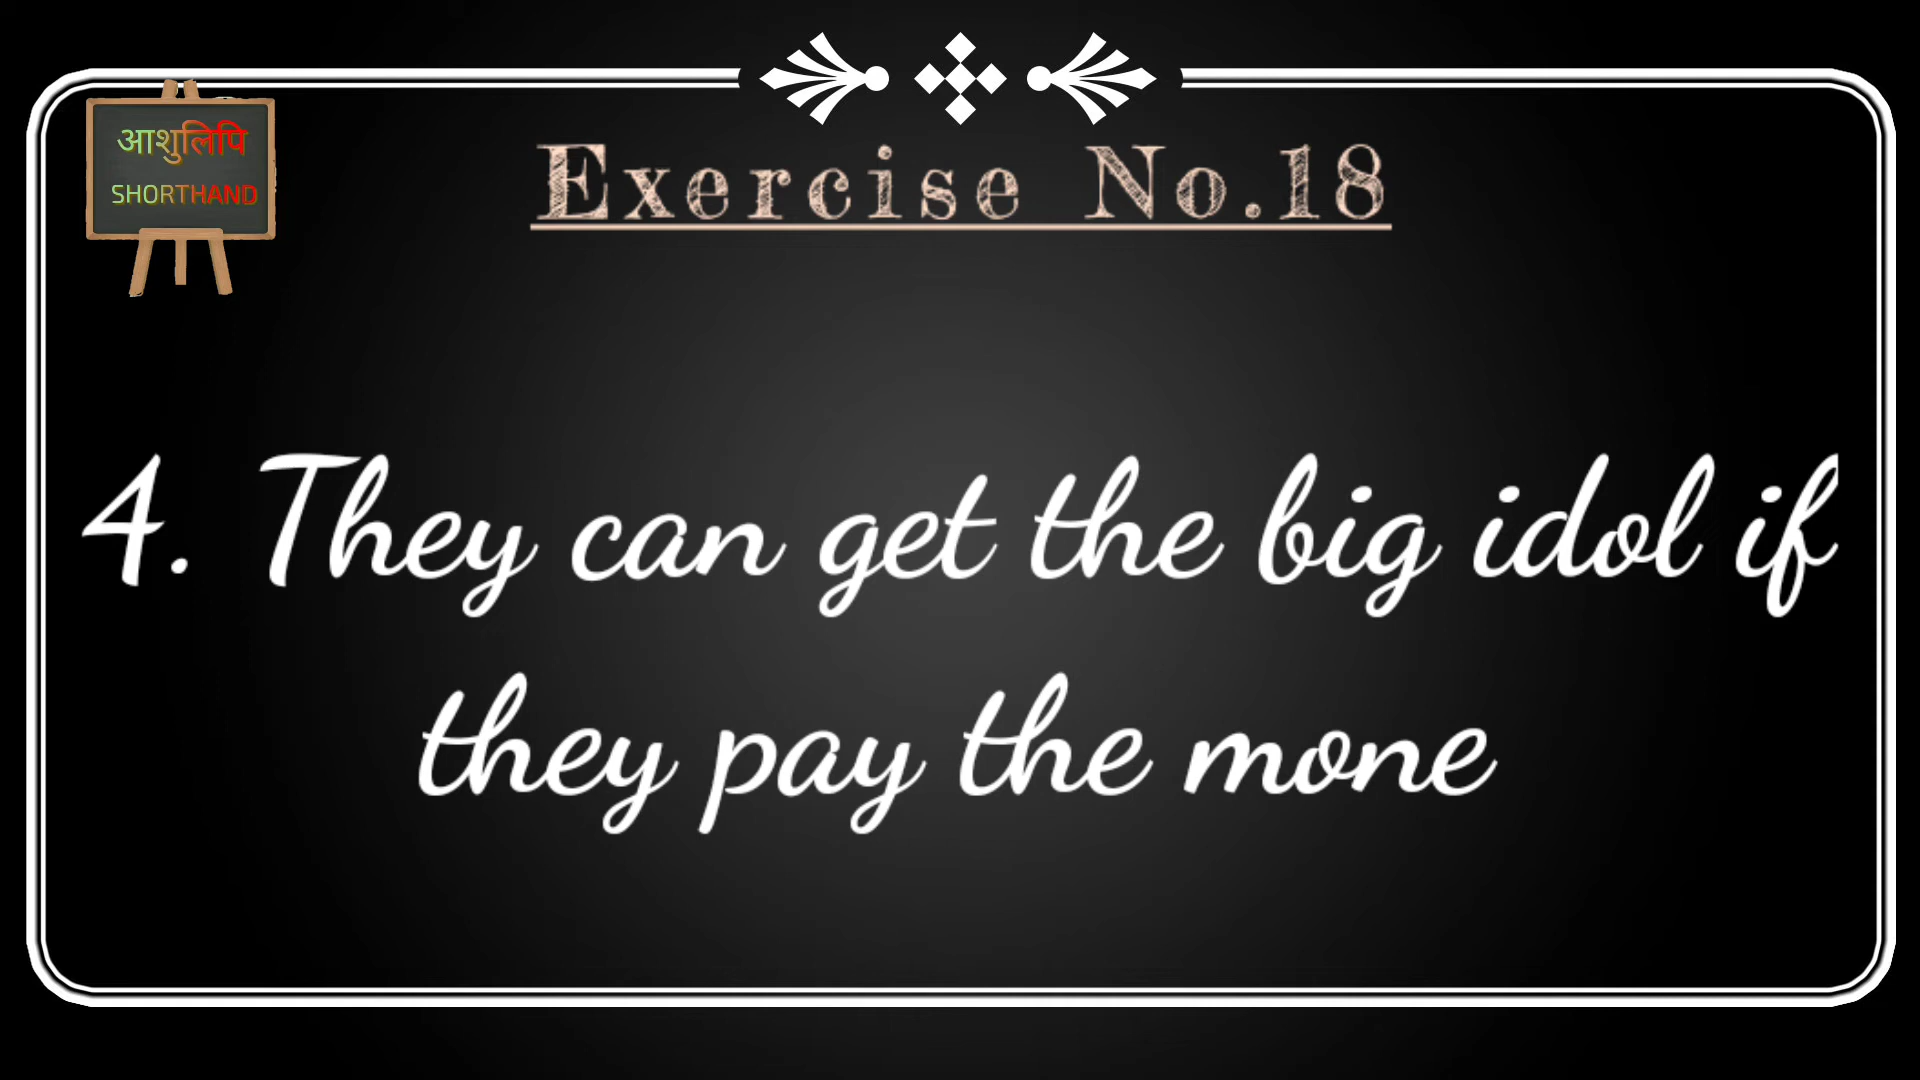 आशुलिपि
SHORTHAND
Exercise No.18
4. They can get the big idol if
they pay the mone